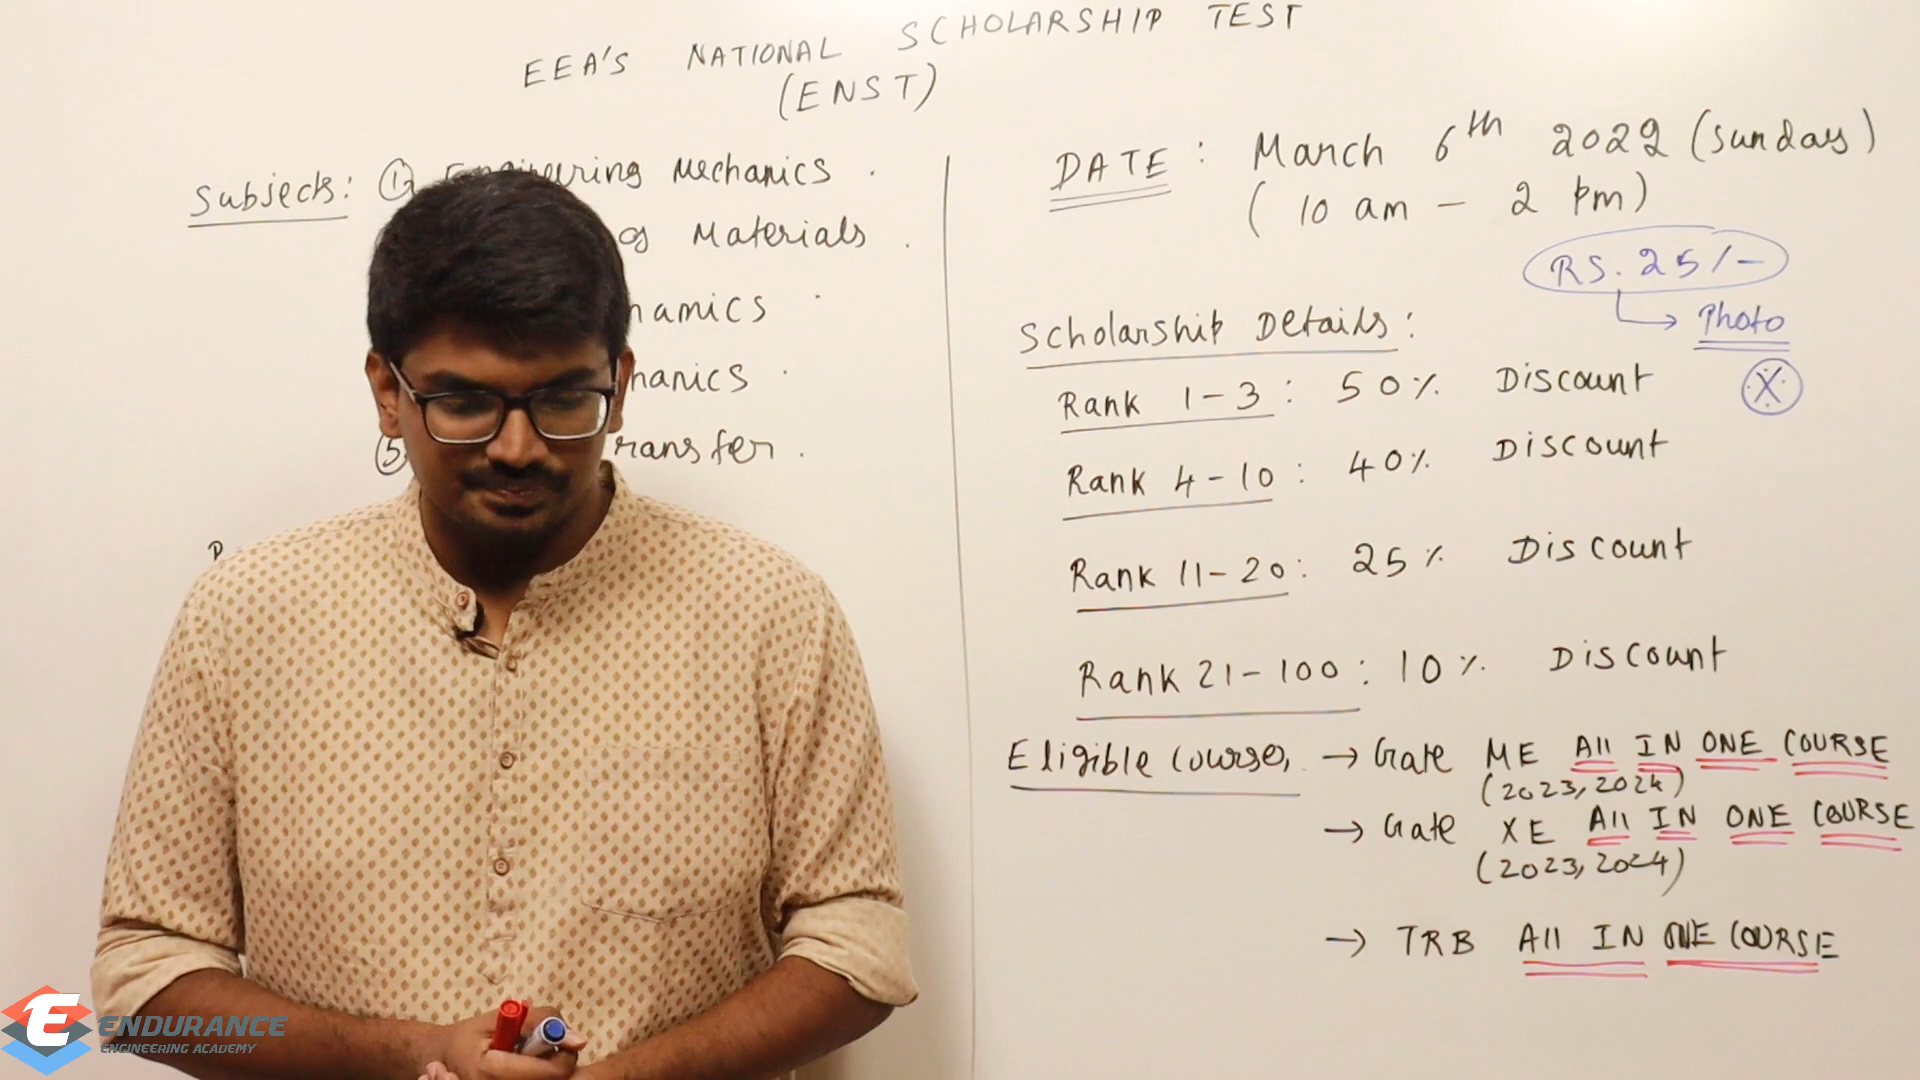 EEA'S NATIONAL SCHOLARSHIP TEST
(ENST)
Subjects: ① Engineering Mechanics.
Materials.
⑤
DATE: March 6th 2022 (Sunday)
(10 am - 2 pm)
RS. 25/-
→ Photo
X
Scholarship Details:
Rank 1-3: 50% Discount
Rank 4-10: 40% Discount
Rank 11-20: 25% Discount
Rank 21-100: 10% Discount
Eligible Courses → Gate ME All IN ONE COURSE
(2023, 2024)
→ Gate XE All IN ONE COURSE
(2023, 2024)
→ TRB All IN ONE COURSE
E
ENDURANCE
ENGINEERING ACADEMY